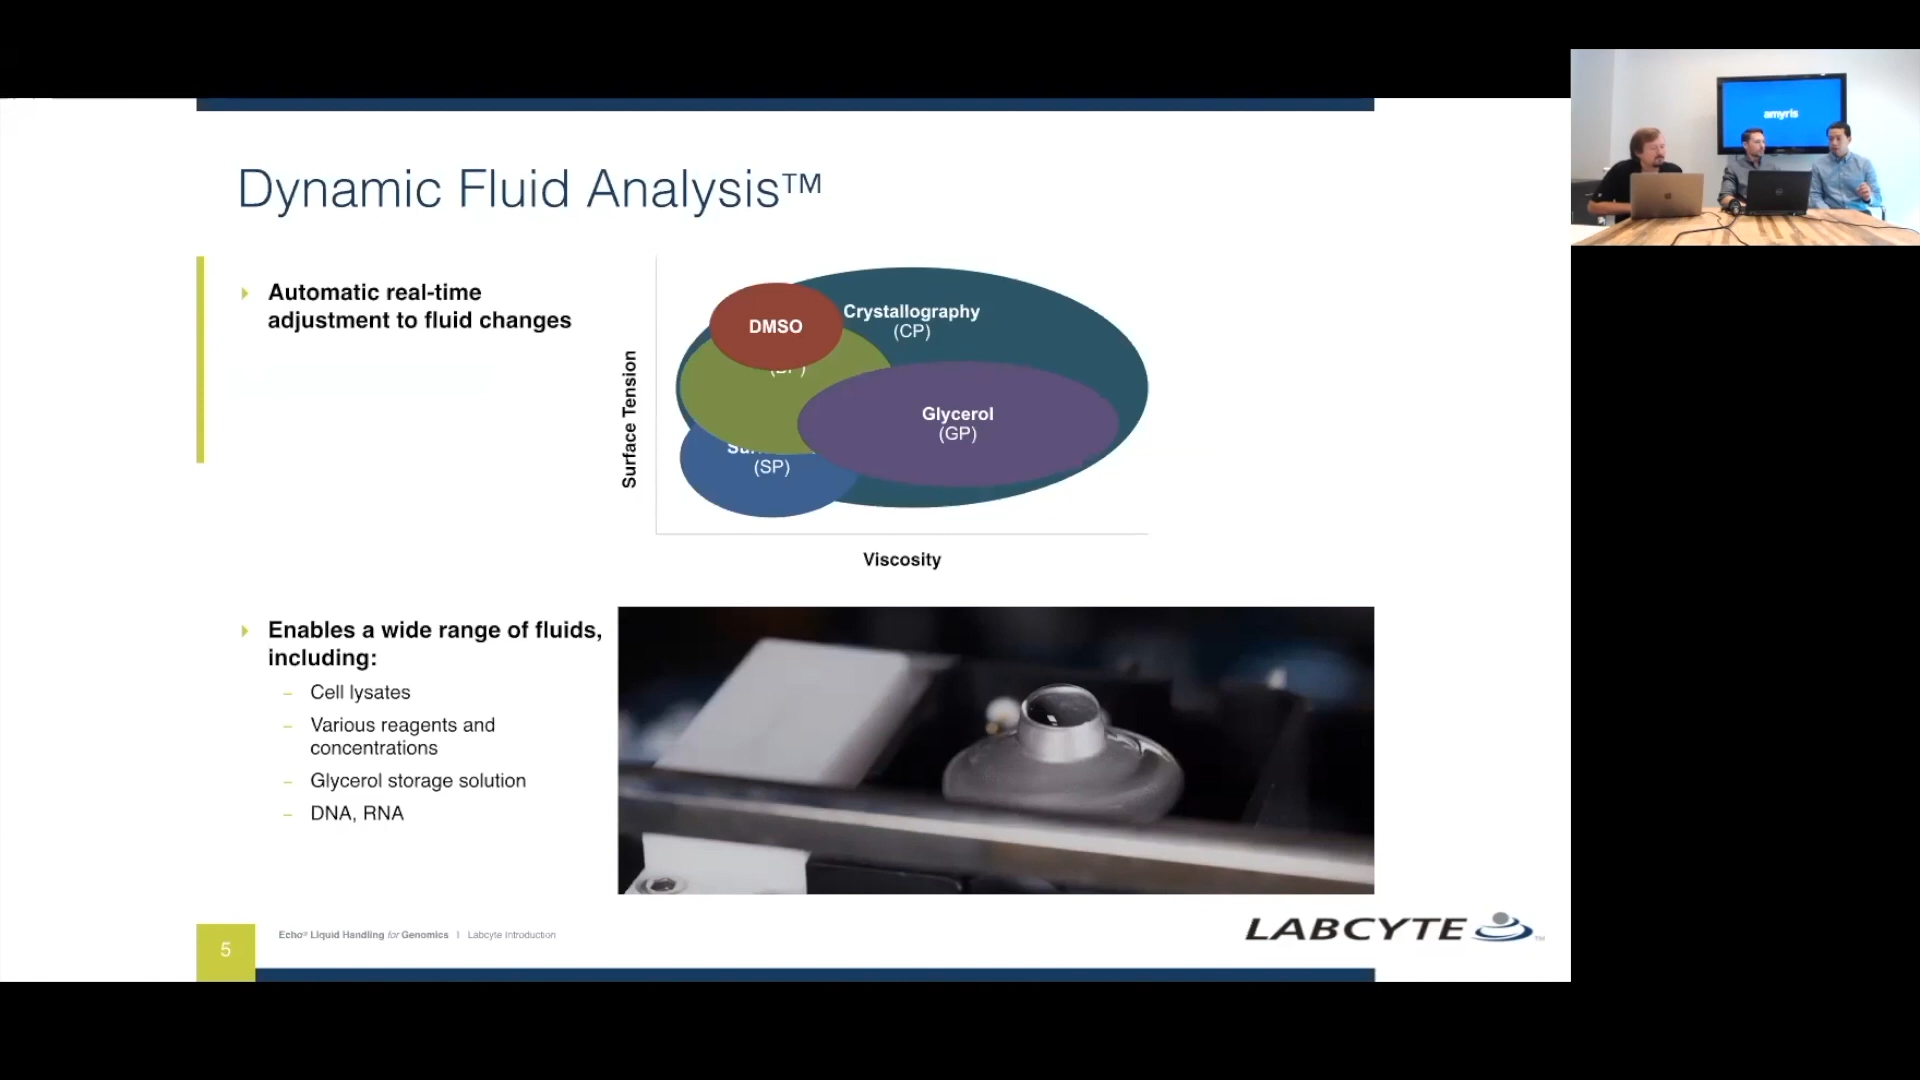 amyris
Dynamic Fluid Analysis™
Automatic real-time
adjustment to fluid changes
Surface Tension
DMSO
Crystallography
(CP)
Glycerol
(GP)
(SP)
Viscosity
Enables a wide range of fluids,
including:
– Cell lysates
– Various reagents and
concentrations
– Glycerol storage solution
– DNA, RNA
5
Echo® Liquid Handling for Genomics | Labcyte Introduction
LABCYTE™